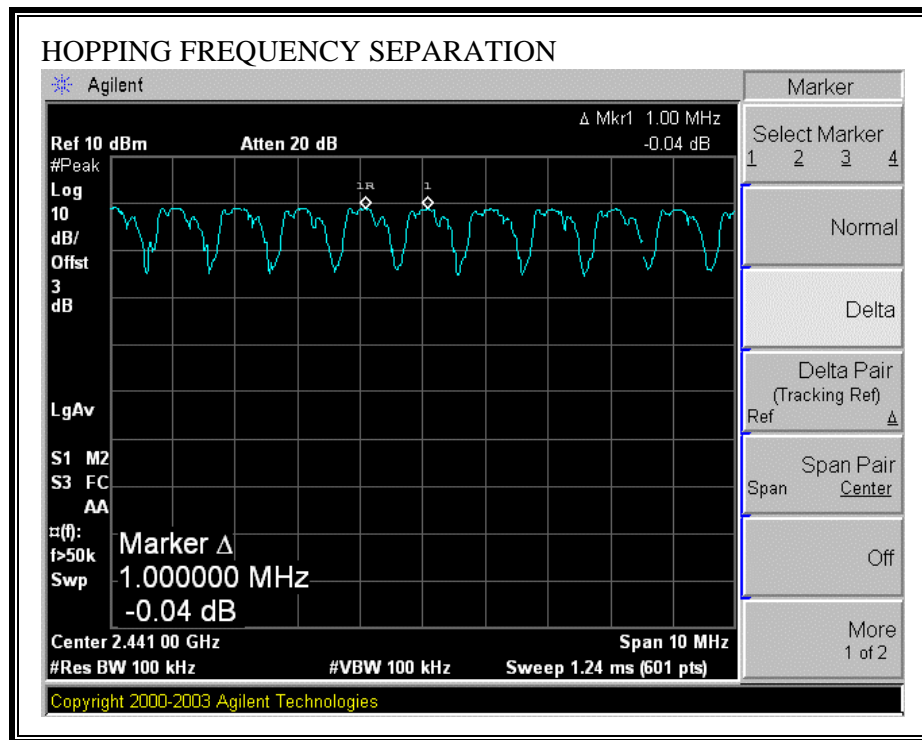 HOPPING FREQUENCY SEPARATION
Agilent
Marker
Δ Mkr1 1.00 MHz
Ref 10 dBm Atten 20 dB -0.04 dB
#Peak
Log
10
dB/
Offst
3
dB
1R 1
LgAv
S1 M2
S3 FC
AA
¤(f):
f>50k
Swp
Marker Δ
1.000000 MHz
-0.04 dB
Center 2.441 00 GHz Span 10 MHz
#Res BW 100 kHz #VBW 100 kHz Sweep 1.24 ms (601 pts)
Copyright 2000-2003 Agilent Technologies
Select Marker
1 2 3 4
Normal
Delta
Delta Pair
(Tracking Ref)
Ref Δ
Span Pair
Span Center
Off
More
1 of 2